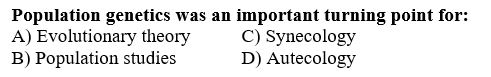 Population genetics was an important turning point for:
A) Evolutionary theory C) Synecology
B) Population studies D) Autecology